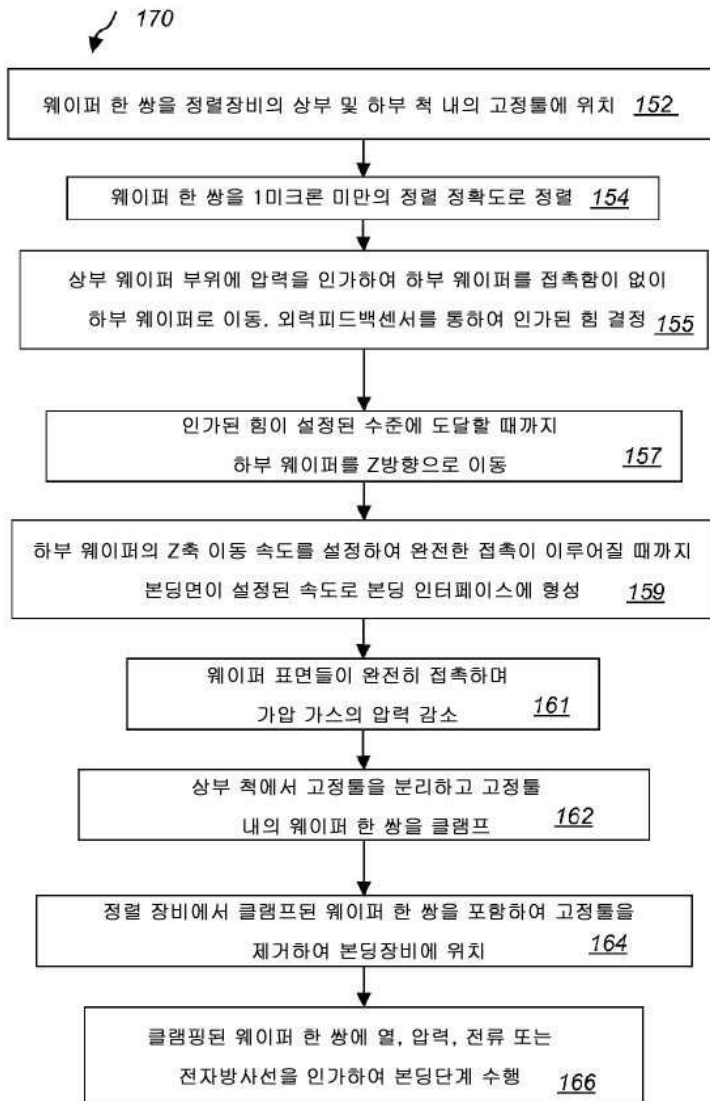 170
웨이퍼 한 쌍을 정렬장비의 상부 및 하부 척 내의 고정툴에 위치 152
웨이퍼 한 쌍을 1미크론 미만의 정렬 정확도로 정렬 154
상부 웨이퍼 부위에 압력을 인가하여 하부 웨이퍼를 접촉함이 없이
하부 웨이퍼로 이동. 외력피드백센서를 통하여 인가된 힘 결정 155
인가된 힘이 설정된 수준에 도달할 때까지
하부 웨이퍼를 Z방향으로 이동 157
하부 웨이퍼의 Z축 이동 속도를 설정하여 완전한 접촉이 이루어질 때까지
본딩면이 설정된 속도로 본딩 인터페이스에 형성 159
웨이퍼 표면들이 완전히 접촉하며
가압 가스의 압력 감소 161
상부 척에서 고정툴을 분리하고 고정툴
내의 웨이퍼 한 쌍을 클램프 162
정렬 장비에서 클램프된 웨이퍼 한 쌍을 포함하여 고정툴을
제거하여 본딩장비에 위치 164
클램핑된 웨이퍼 한 쌍에 열, 압력, 전류 또는
전자방사선을 인가하여 본딩단계 수행 166